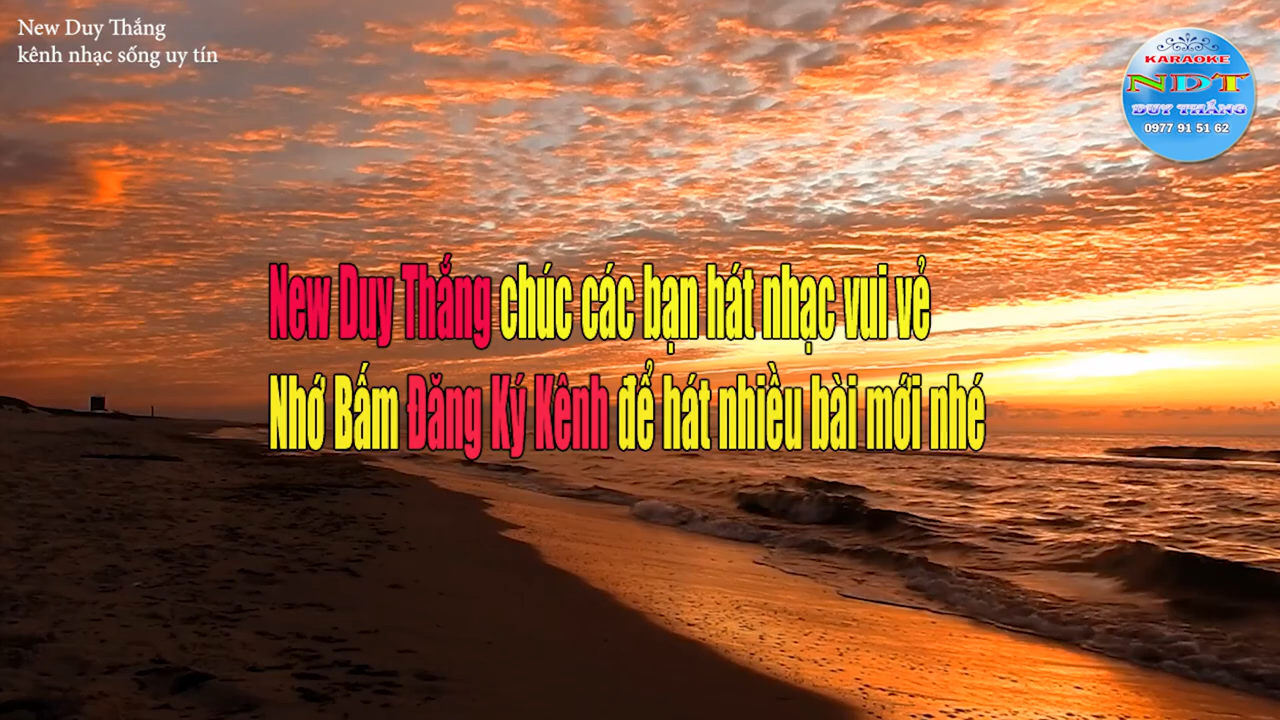 New Duy Thắng
kênh nhạc sống uy tín
KARAOKE
NDT
DUY THẮNG
0977 91 51 62
New Duy Thắng chúc các bạn hát nhạc vui vẻ
Nhớ Bấm Đăng Ký Kênh để hát nhiều bài mới nhé